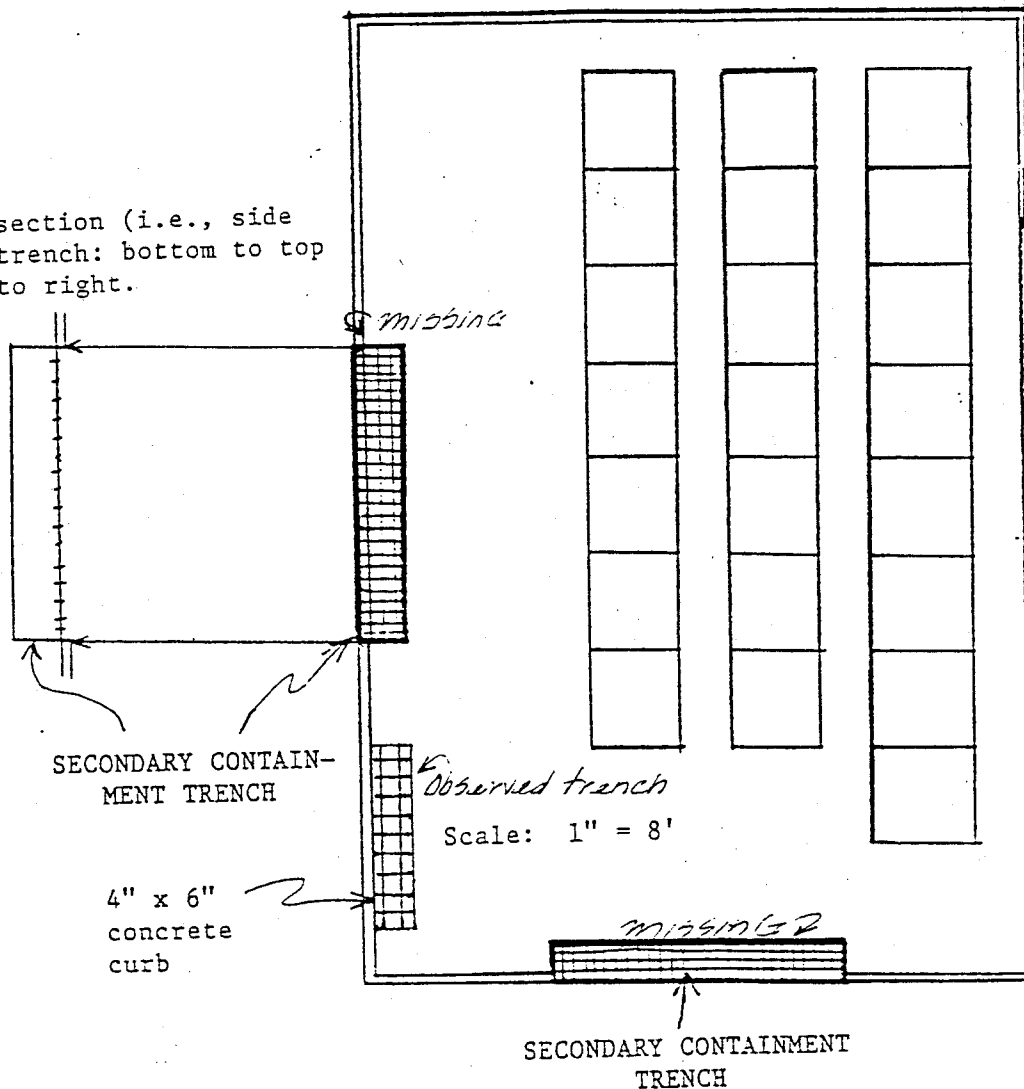 section (i.e., side
trench: bottom to top
to right.
missing
SECONDARY CONTAIN-
MENT TRENCH
Observed trench
Scale: 1" = 8'
4" x 6"
concrete
curb
missing
SECONDARY CONTAINMENT
TRENCH